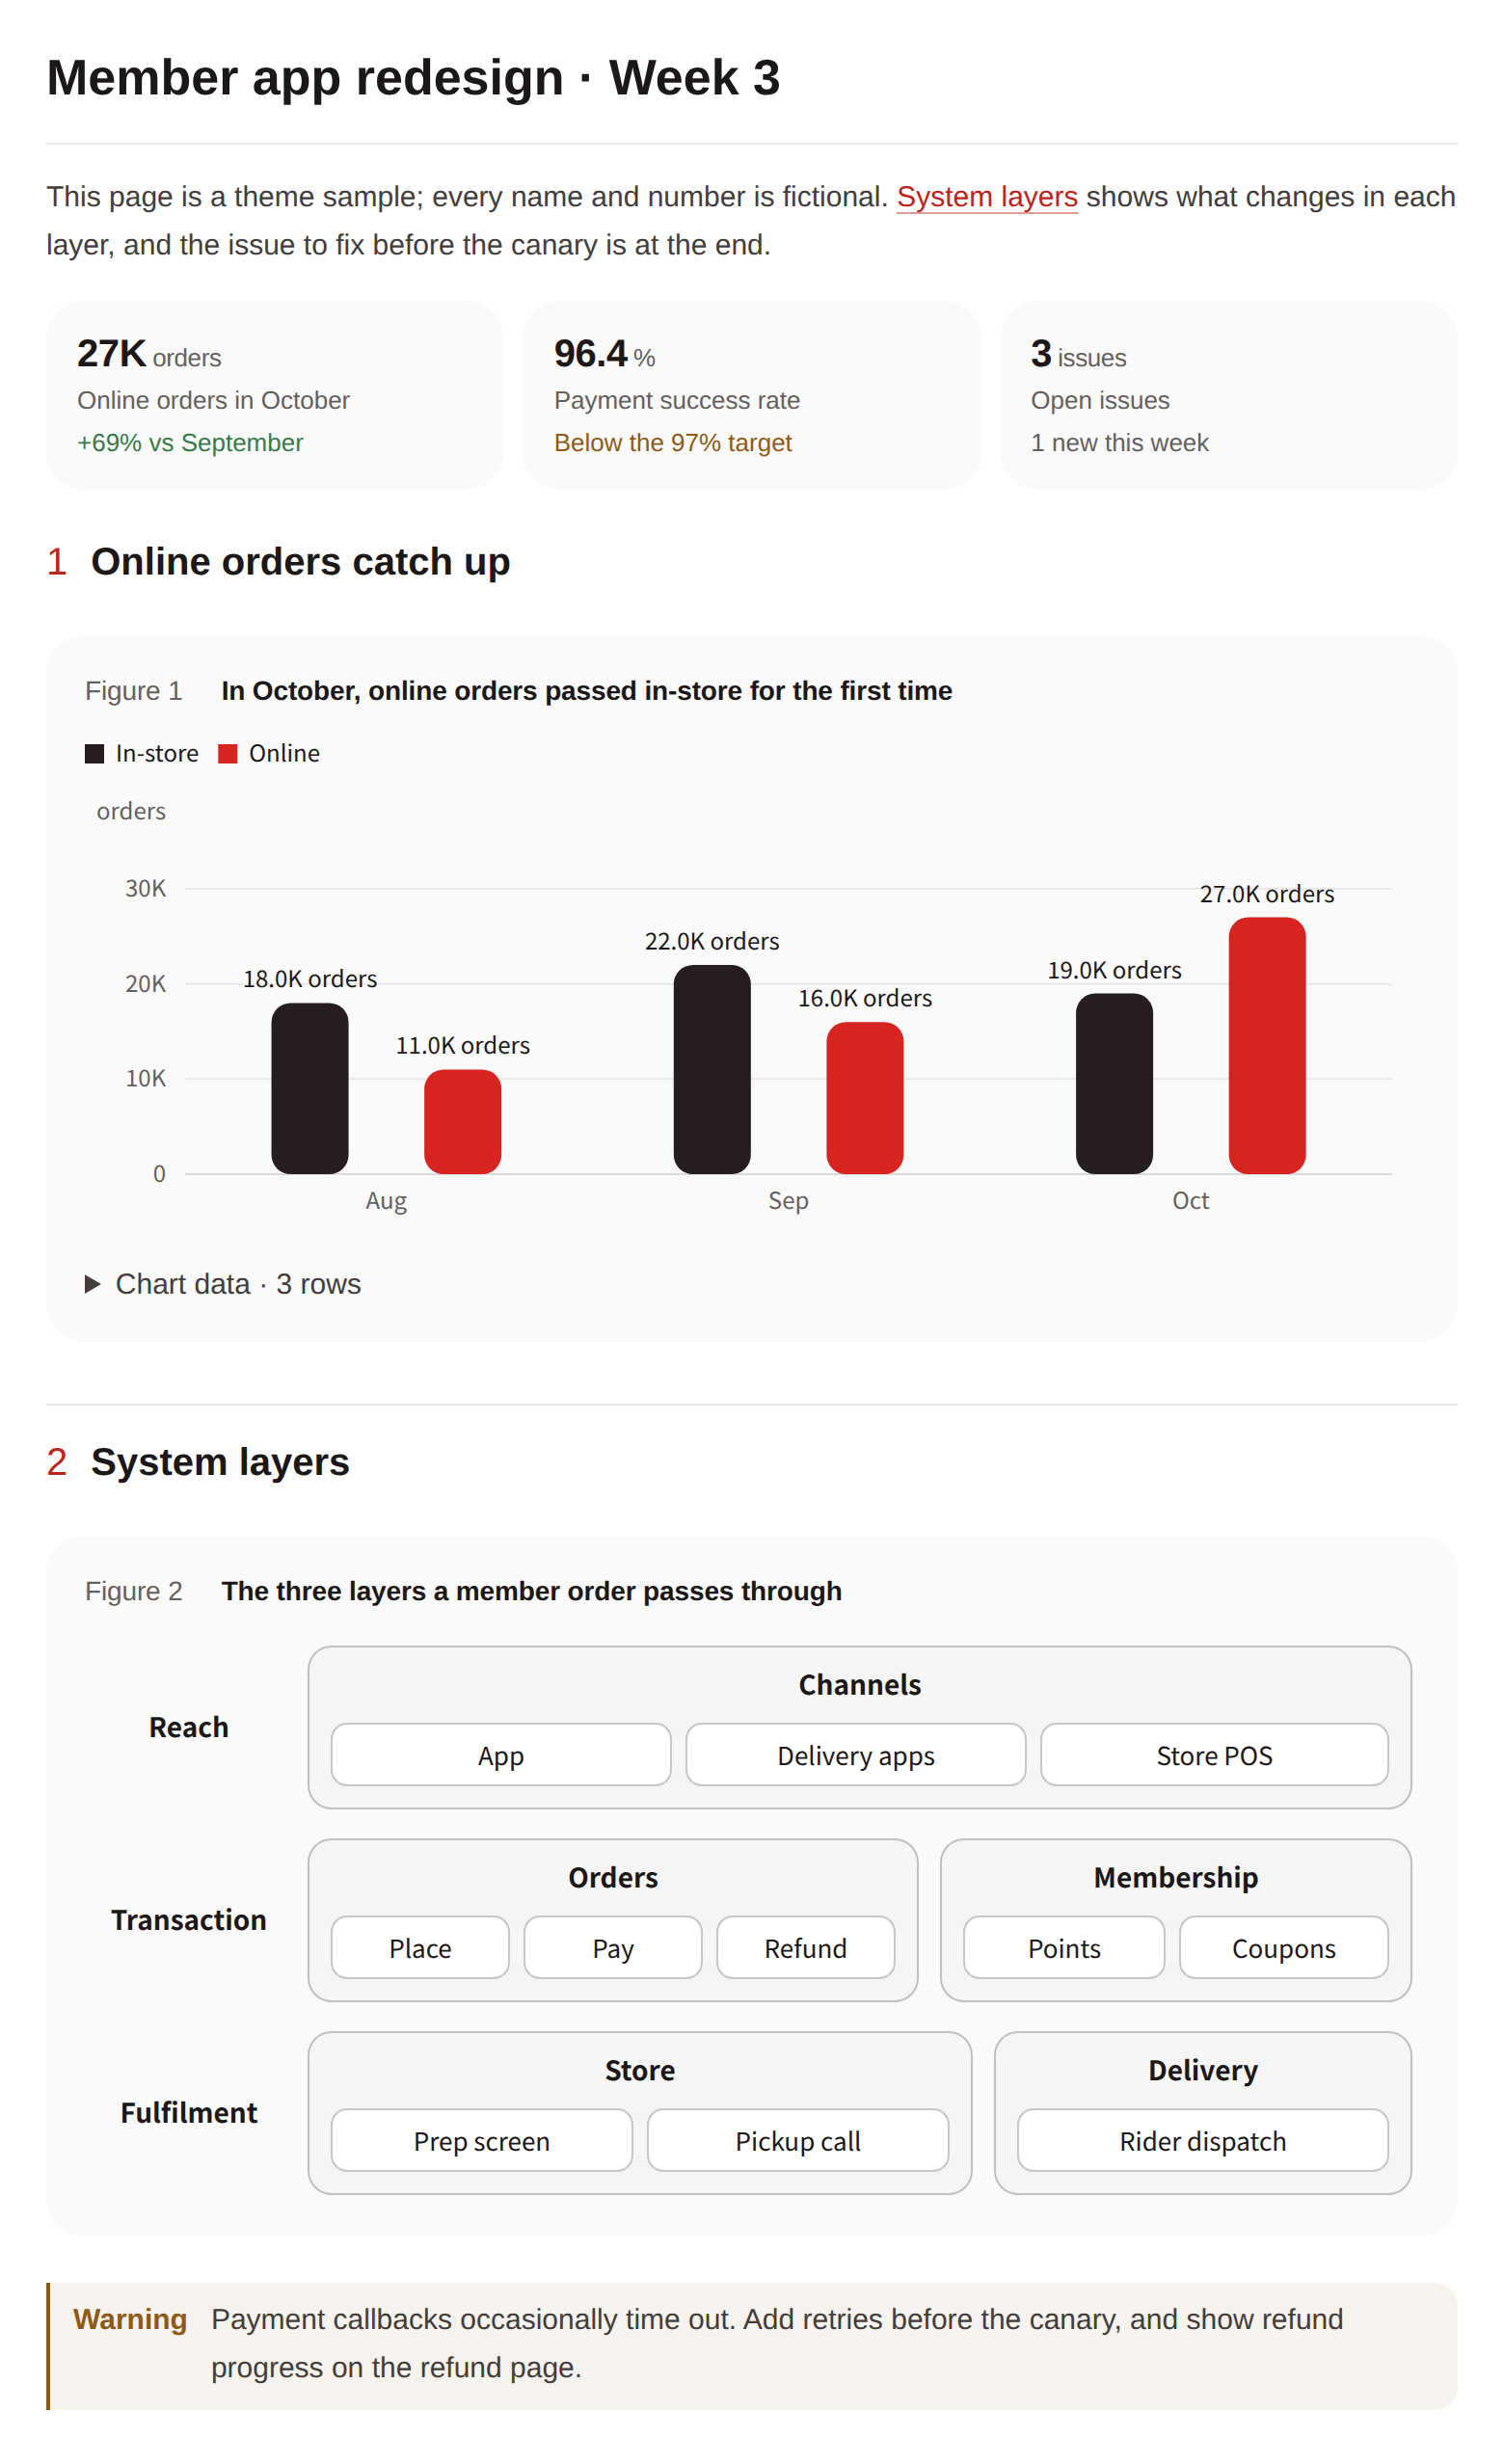 Member app redesign · Week 3
This page is a theme sample; every name and number is fictional. System layers shows what changes in each
layer, and the issue to fix before the canary is at the end.
27K orders
Online orders in October
+69% vs September
96.4 %
Payment success rate
Below the 97% target
3 issues
Open issues
1 new this week
1 Online orders catch up
Figure 1 In October, online orders passed in-store for the first time
In-store Online
orders
30K
20K
10K
0
18.0K orders
11.0K orders
22.0K orders
16.0K orders
19.0K orders
27.0K orders
Aug Sep Oct
Chart data · 3 rows
2 System layers
Figure 2 The three layers a member order passes through
Reach
Channels
App Delivery apps Store POS
Transaction
Orders
Place Pay Refund
Membership
Points Coupons
Fulfilment
Store
Prep screen Pickup call
Delivery
Rider dispatch
Warning Payment callbacks occasionally time out. Add retries before the canary, and show refund
progress on the refund page.